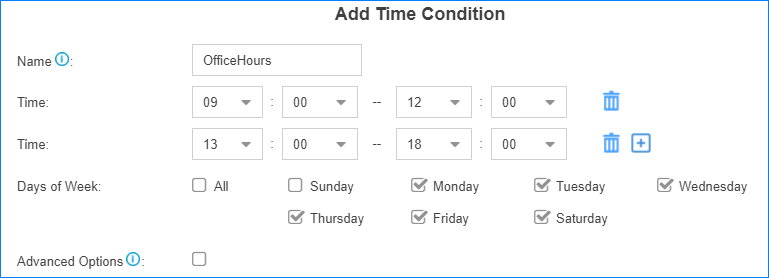 Add Time Condition
Name i: OfficeHours
Time: 09 : 00 -- 12 : 00
Time: 13 : 00 -- 18 : 00
Days of Week: All Sunday Monday Tuesday Wednesday
Thursday Friday Saturday
Advanced Options i: